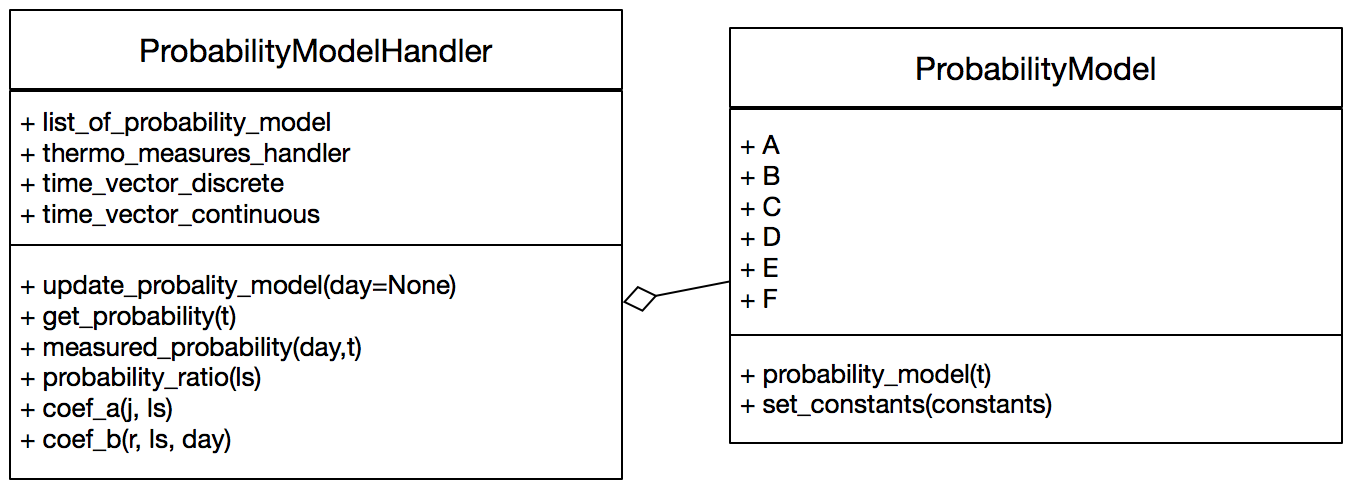 ProbabilityModelHandler
+ list_of_probability_model
+ thermo_measures_handler
+ time_vector_discrete
+ time_vector_continuous
+ update_probality_model(day=None)
+ get_probability(t)
+ measured_probability(day,t)
+ probability_ratio(ls)
+ coef_a(j, ls)
+ coef_b(r, ls, day)
ProbabilityModel
+ A
+ B
+ C
+ D
+ E
+ F
+ probability_model(t)
+ set_constants(constants)